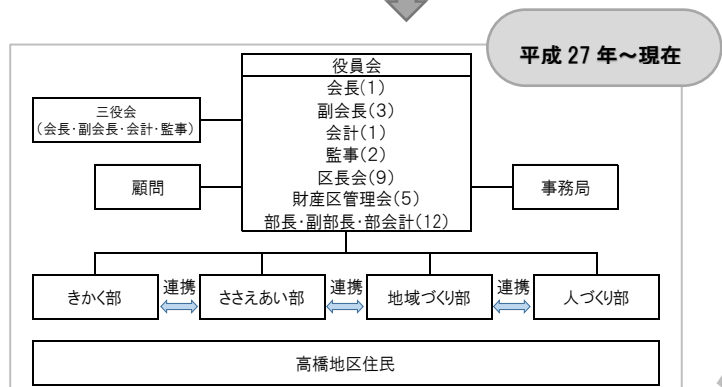 平成27年～現在
役員会
会長(1)
副会長(3)
会計(1)
監事(2)
区長会(9)
財産区管理会(5)
部長・副部長・部会計(12)
三役会
(会長・副会長・会計・監事)
顧問
事務局
きかく部
連携
ささえあい部
連携
地域づくり部
連携
人づくり部
高橋地区住民